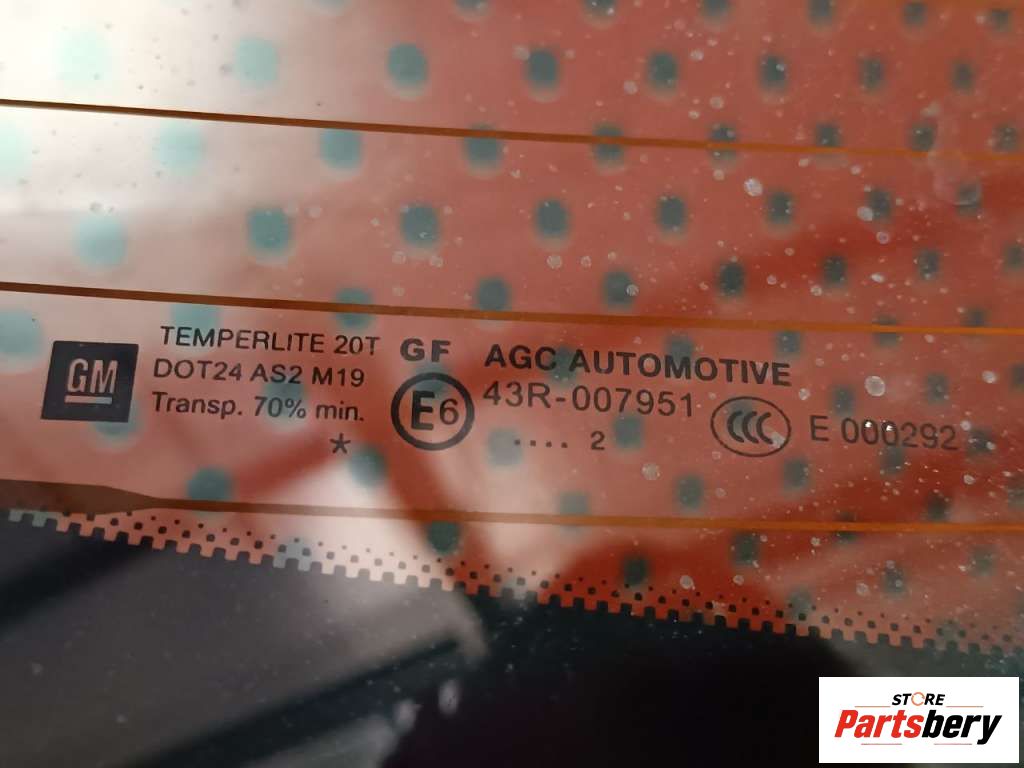 GM
TEMPERLITE 20T
DOT24 AS2 M19
Transp. 70% min.
*
GF
E6
AGC AUTOMOTIVE
43R-007951
.... 2
CCC
E 000292
STORE
Partsbery